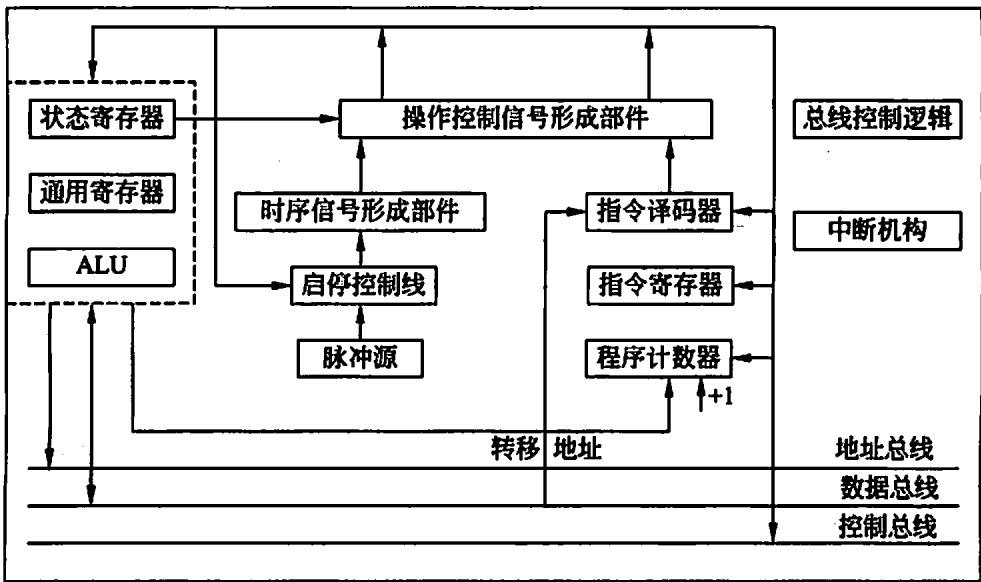 状态寄存器
操作控制信号形成部件
总线控制逻辑
通用寄存器
时序信号形成部件
指令译码器
中断机构
ALU
启停控制线
指令寄存器
脉冲源
程序计数器
+1
转移 地址
地址总线
数据总线
控制总线